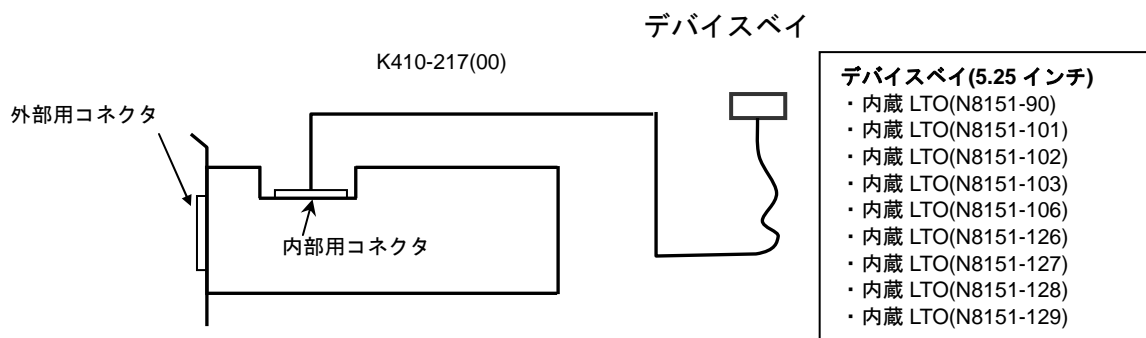 デバイスベイ
K410-217(00)
外部用コネクタ
内部用コネクタ
デバイスベイ(5.25 インチ)
・内蔵 LTO(N8151-90)
・内蔵 LTO(N8151-101)
・内蔵 LTO(N8151-102)
・内蔵 LTO(N8151-103)
・内蔵 LTO(N8151-106)
・内蔵 LTO(N8151-126)
・内蔵 LTO(N8151-127)
・内蔵 LTO(N8151-128)
・内蔵 LTO(N8151-129)